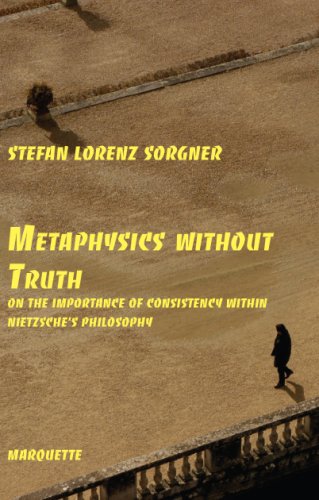 STEFAN LORENZ SORGNER
METAPHYSICS WITHOUT
TRUTH
ON THE IMPORTANCE OF CONSISTENCY WITHIN
NIETZSCHE'S PHILOSOPHY
MARQUETTE